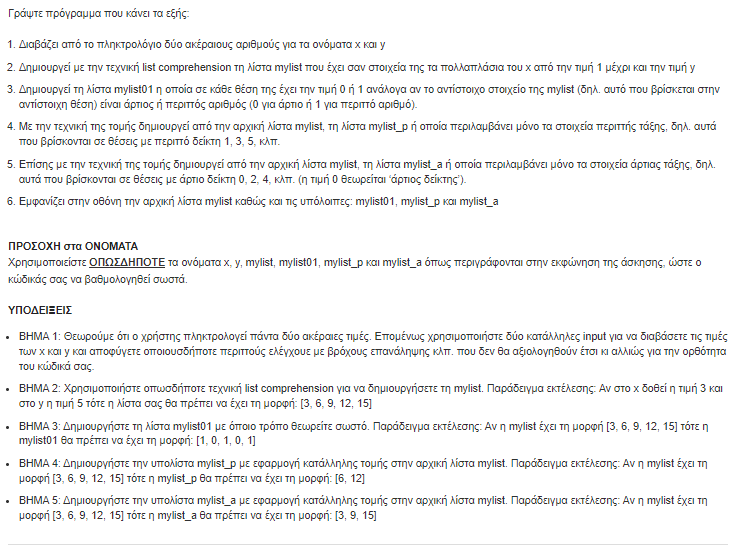 Γράψτε πρόγραμμα που κάνει τα εξής:
1. Διαβάζει από το πληκτρολόγιο δύο ακέραιους αριθμούς για τα ονόματα x και y
2. Δημιουργεί με την τεχνική list comprehension τη λίστα mylist που έχει σαν στοιχεία της τα πολλαπλάσια του x από την τιμή 1 μέχρι και την τιμή y
3. Δημιουργεί τη λίστα mylist01 η οποία σε κάθε θέση της έχει την τιμή 0 ή 1 ανάλογα αν το αντίστοιχο στοιχείο της mylist (δηλ. αυτό που βρίσκεται στην
αντίστοιχη θέση) είναι άρτιος ή περιττός αριθμός (0 για άρτιο ή 1 για περιττό αριθμό).
4. Με την τεχνική της τομής δημιουργεί από την αρχική λίστα mylist, τη λίστα mylist_p ή οποία περιλαμβάνει μόνο τα στοιχεία περιττής τάξης, δηλ. αυτά
που βρίσκονται σε θέσεις με περιττό δείκτη 1, 3, 5, κλπ.
5. Επίσης με την τεχνική της τομής δημιουργεί από την αρχική λίστα mylist, τη λίστα mylist_a ή οποία περιλαμβάνει μόνο τα στοιχεία άρτιας τάξης, δηλ.
αυτά που βρίσκονται σε θέσεις με άρτιο δείκτη 0, 2, 4, κλπ. (η τιμή 0 θεωρείται 'άρτιος δείκτης').
6. Εμφανίζει στην οθόνη την αρχική λίστα mylist καθώς και τις υπόλοιπες: mylist01, mylist_p και mylist_a
ΠΡΟΣΟΧΗ στα ΟΝΟΜΑΤΑ
Χρησιμοποιείστε ΟΠΩΣΔΗΠΟΤΕ τα ονόματα x, y, mylist, mylist01, mylist_p και mylist_a όπως περιγράφονται στην εκφώνηση της άσκησης, ώστε ο
κώδικάς σας να βαθμολογηθεί σωστά.
ΥΠΟΔΕΙΞΕΙΣ
• ΒΗΜΑ 1: Θεωρούμε ότι ο χρήστης πληκτρολογεί πάντα δύο ακέραιες τιμές. Επομένως χρησιμοποιήστε δύο κατάλληλες input για να διαβάσετε τις τιμές
των x και y και αποφύγετε οποιουσδήποτε περιττούς ελέγχους με βρόχους επανάληψης κλπ. που δεν θα αξιολογηθούν έτσι κι αλλιώς για την ορθότητα
του κώδικά σας.
• ΒΗΜΑ 2: Χρησιμοποιήστε οπωσδήποτε τεχνική list comprehension για να δημιουργήσετε τη mylist. Παράδειγμα εκτέλεσης: Αν στο x δοθεί η τιμή 3 και
στο y η τιμή 5 τότε η λίστα σας θα πρέπει να έχει τη μορφή: [3, 6, 9, 12, 15]
• ΒΗΜΑ 3: Δημιουργήστε τη λίστα mylist01 με όποιο τρόπο θεωρείτε σωστό. Παράδειγμα εκτέλεσης: Αν η mylist έχει τη μορφή [3, 6, 9, 12, 15] τότε η
mylist01 θα πρέπει να έχει τη μορφή: [1, 0, 1, 0, 1]
• ΒΗΜΑ 4: Δημιουργήστε την υπολίστα mylist_p με εφαρμογή κατάλληλης τομής στην αρχική λίστα mylist. Παράδειγμα εκτέλεσης: Αν η mylist έχει τη
μορφή [3, 6, 9, 12, 15] τότε η mylist_p θα πρέπει να έχει τη μορφή: [6, 12]
• ΒΗΜΑ 5: Δημιουργήστε την υπολίστα mylist_a με εφαρμογή κατάλληλης τομής στην αρχική λίστα mylist. Παράδειγμα εκτέλεσης: Αν η mylist έχει τη
μορφή [3, 6, 9, 12, 15] τότε η mylist_a θα πρέπει να έχει τη μορφή: [3, 9, 15]